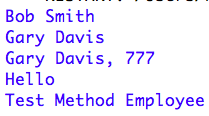 Bob Smith
Gary Davis
Gary Davis, 777
Hello
Test Method Employee